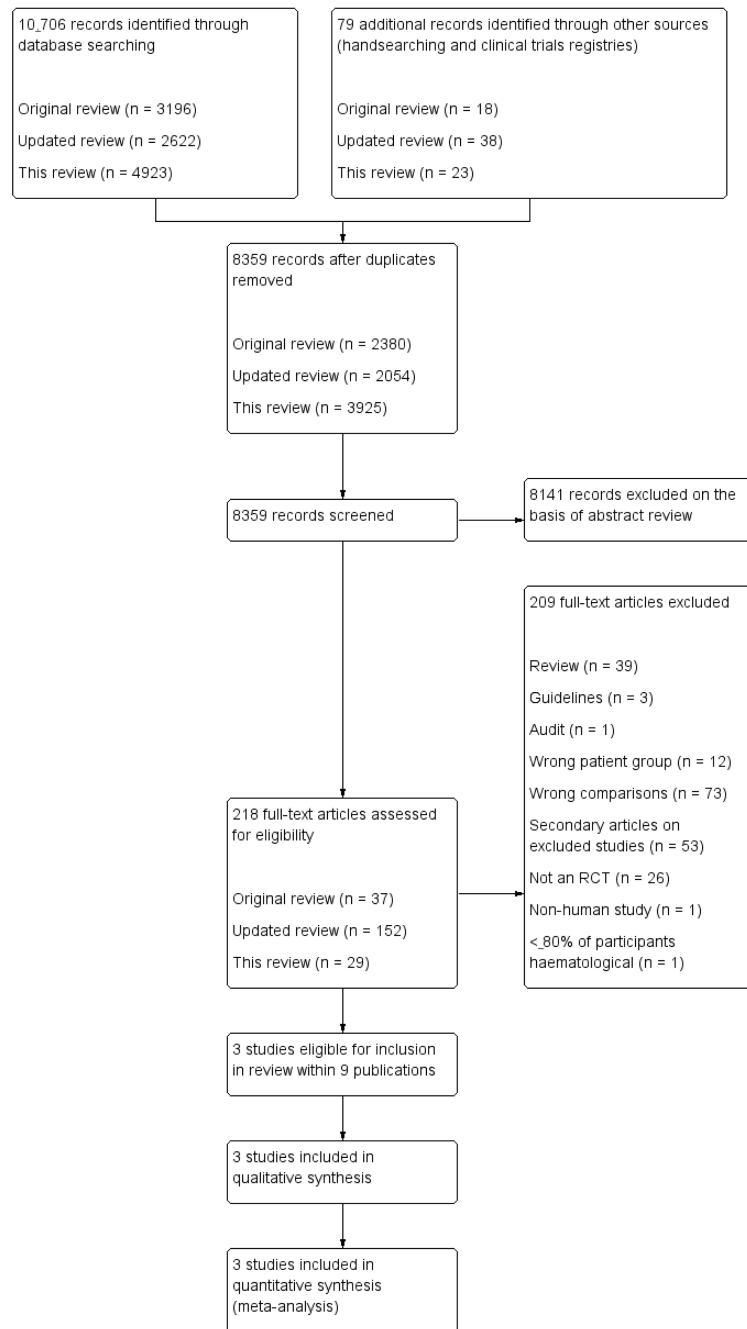 10_706 records identified through
database searching
Original review (n = 3196)
Updated review (n = 2622)
This review (n = 4923)
79 additional records identified through other sources
(handsearching and clinical trials registries)
Original review (n = 18)
Updated review (n = 38)
This review (n = 23)
8359 records after duplicates
removed
Original review (n = 2380)
Updated review (n = 2054)
This review (n = 3925)
8359 records screened
8141 records excluded on the
basis of abstract review
209 full-text articles excluded
Review (n = 39)
Guidelines (n = 3)
Audit (n = 1)
Wrong patient group (n = 12)
Wrong comparisons (n = 73)
Secondary articles on
excluded studies (n = 53)
Not an RCT (n = 26)
Non-human study (n = 1)
<_80% of participants
haematological (n = 1)
218 full-text articles assessed
for eligibility
Original review (n = 37)
Updated review (n = 152)
This review (n = 29)
3 studies eligible for inclusion
in review within 9 publications
3 studies included in
qualitative synthesis
3 studies included in
quantitative synthesis
(meta-analysis)